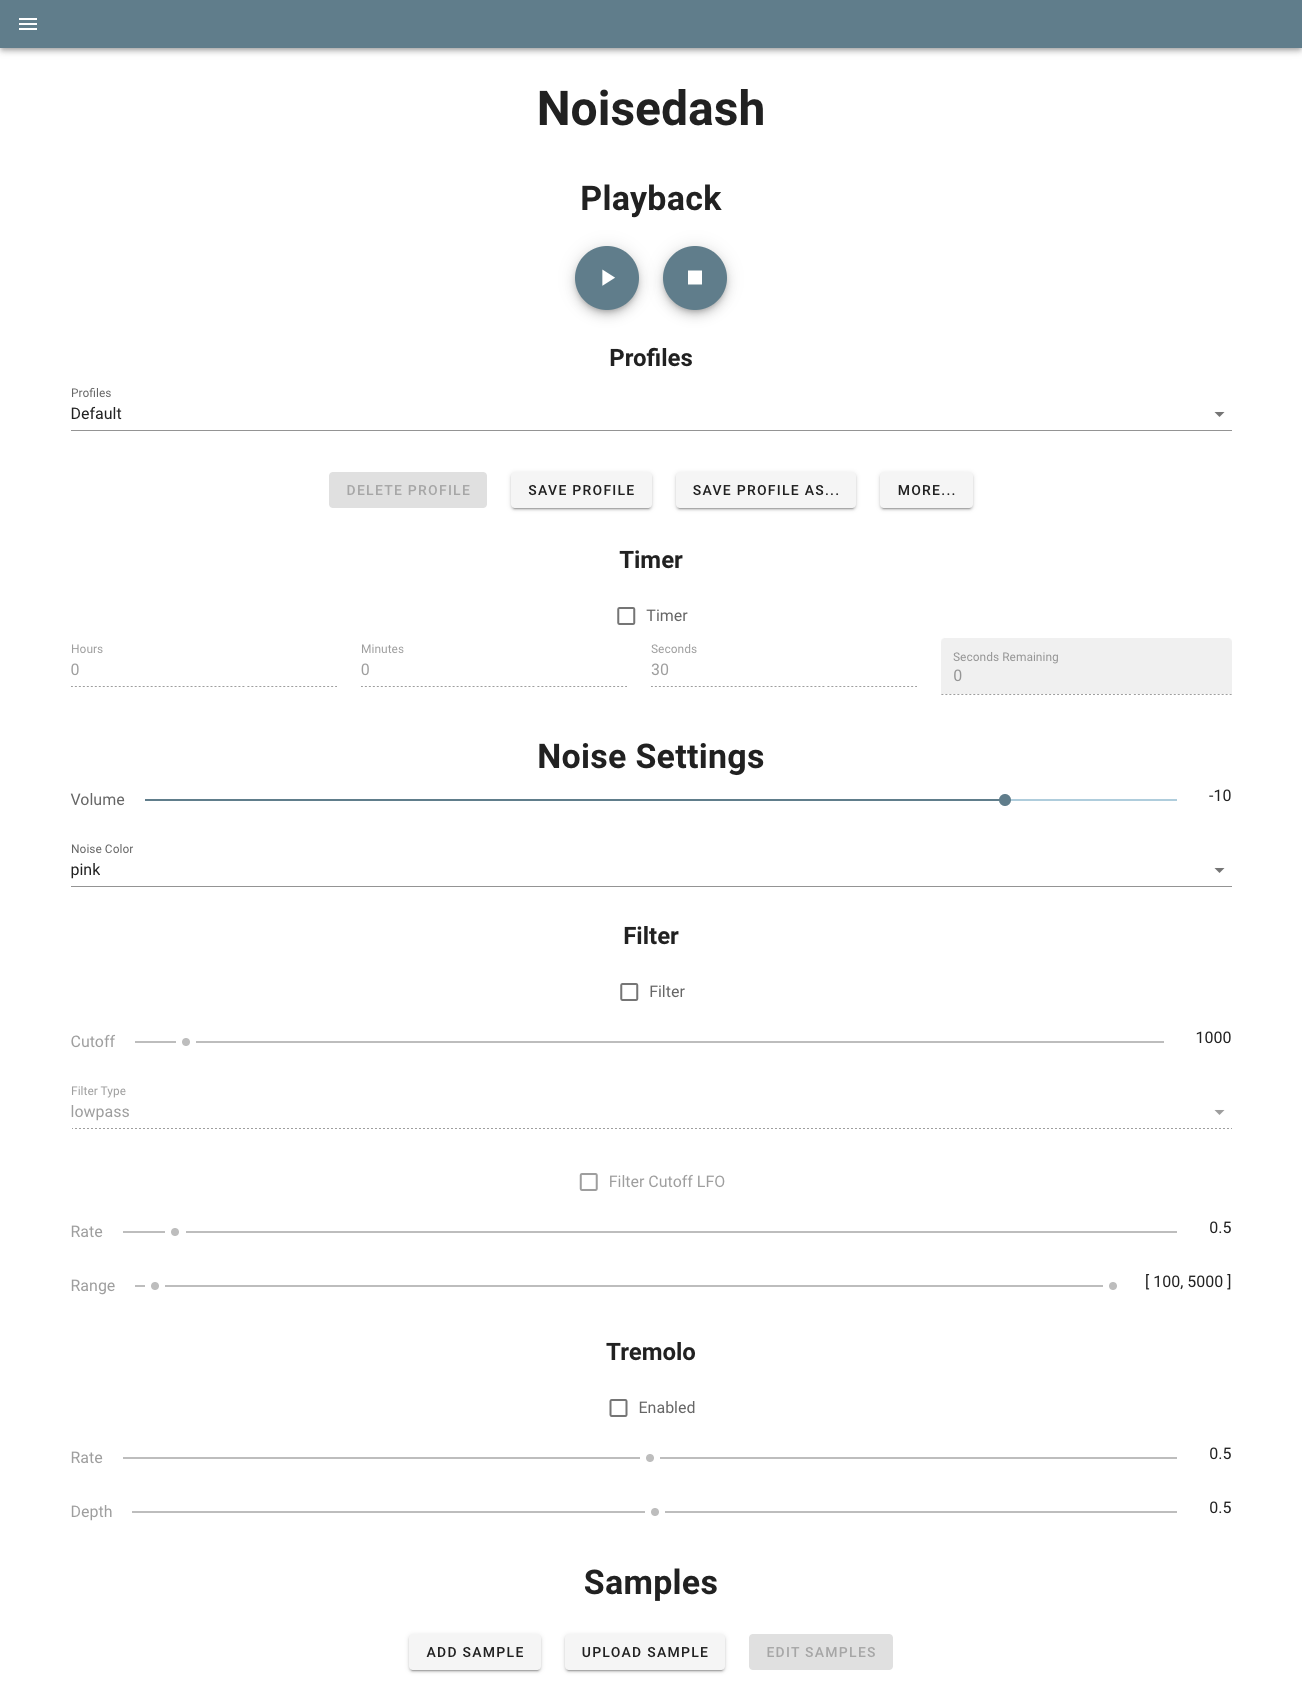 Noisedash
Playback
Profiles
Profiles
Default
DELETE PROFILE SAVE PROFILE SAVE PROFILE AS... MORE...
Timer
Timer
Hours Minutes Seconds Seconds Remaining
0 0 30 0
Noise Settings
Volume -10
Noise Color
pink
Filter
Filter
Cutoff 1000
Filter Type
lowpass
Filter Cutoff LFO
Rate 0.5
Range [ 100, 5000 ]
Tremolo
Enabled
Rate 0.5
Depth 0.5
Samples
ADD SAMPLE UPLOAD SAMPLE EDIT SAMPLES